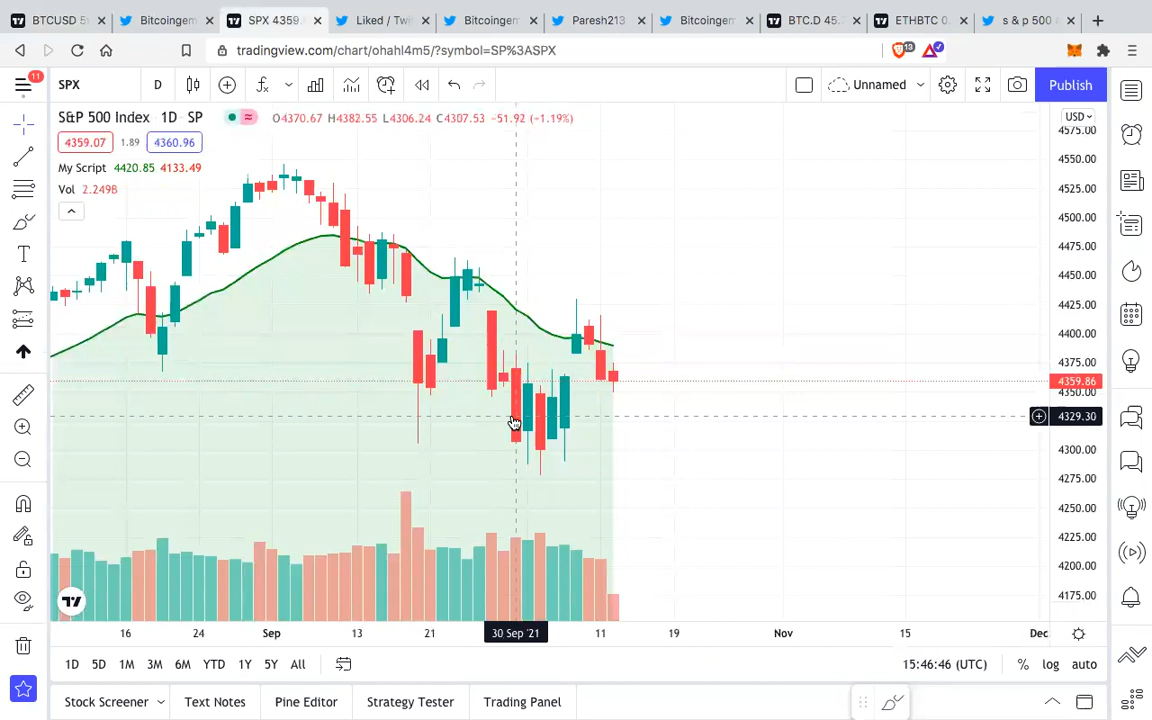 BTCUSD 5
Bitcoingem
SPX 4359.
Liked / Twi
Bitcoingem
Paresh213
Bitcoingem
BTC.D 45.
ETHBTC 0.
s & p 500
tradingview.com/chart/ohahl4m5/?symbol=SP%3ASPX
13
11
SPX
D
Unnamed
Publish
S&P 500 Index · 1D · SP
O4370.67 H4382.55 L4306.24 C4307.53 −51.92 (−1.19%)
USD
4359.07
1.89
4360.96
My Script 4420.85 4133.49
Vol 2.249B
4575.00
4550.00
4525.00
4500.00
4475.00
4450.00
4425.00
4400.00
4375.00
4359.86
4350.00
4329.30
4300.00
4275.00
4250.00
4225.00
4200.00
4175.00
16
24
Sep
13
21
30 Sep '21
11
19
Nov
15
Dec
1D
5D
1M
3M
6M
YTD
1Y
5Y
All
15:46:46 (UTC)
%
log
auto
Stock Screener
Text Notes
Pine Editor
Strategy Tester
Trading Panel